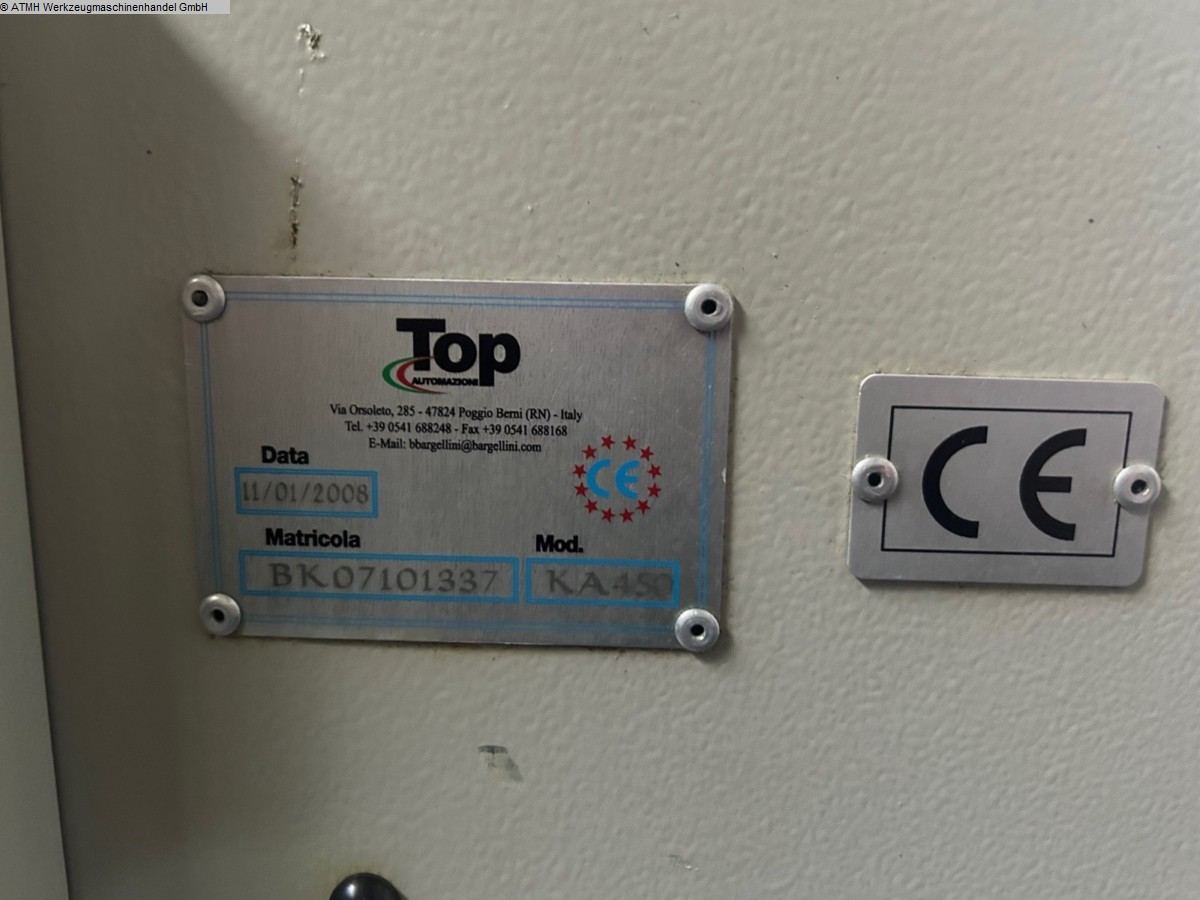 © ATMH Werkzeugmaschinenhandel GmbH
Top
AUTOMAZIONI
Via Orsoleto, 285 - 47824 Poggio Berni (RN) - Italy
Tel. +39 0541 688248 - Fax +39 0541 688168
E-Mail: bbargellini@bargellini.com
Data
11/01/2008
CE
Matricola
Mod.
BK07101337
KA450
CE